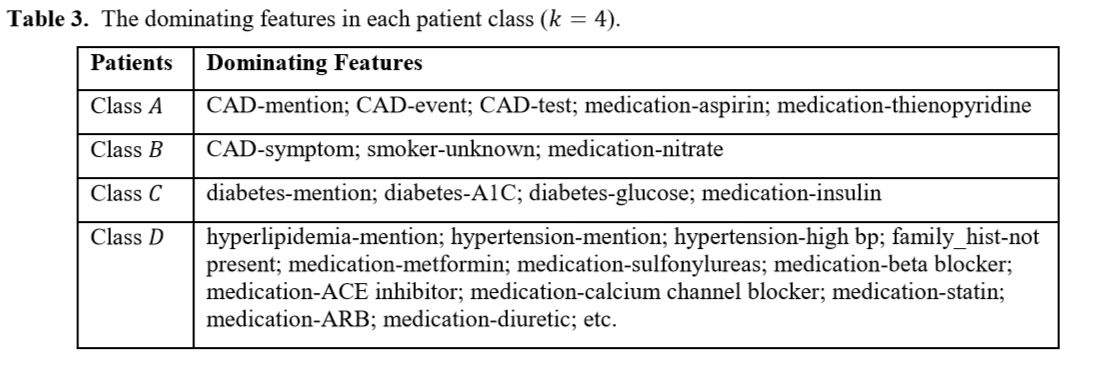 Table 3. The dominating features in each patient class (k = 4).
Patients Dominating Features
Class A CAD-mention; CAD-event; CAD-test; medication-aspirin; medication-thienopyridine
Class B CAD-symptom; smoker-unknown; medication-nitrate
Class C diabetes-mention; diabetes-A1C; diabetes-glucose; medication-insulin
Class D hyperlipidemia-mention; hypertension-mention; hypertension-high bp; family_hist-not
present; medication-metformin; medication-sulfonylureas; medication-beta blocker;
medication-ACE inhibitor; medication-calcium channel blocker; medication-statin;
medication-ARB; medication-diuretic; etc.